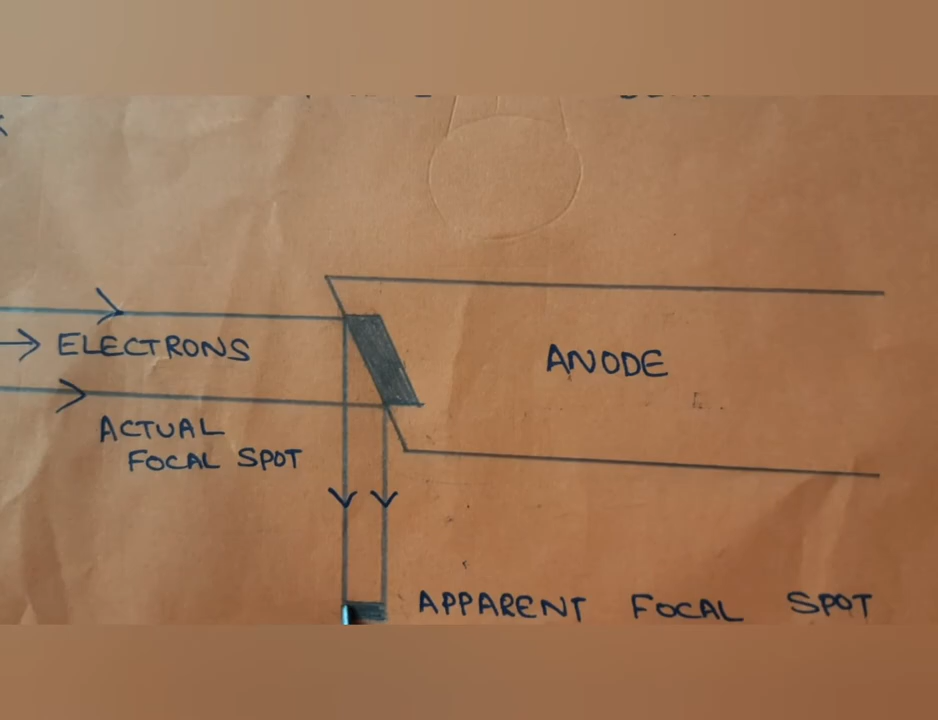 ELECTRONS
ANODE
ACTUAL
FOCAL SPOT
APPARENT FOCAL SPOT